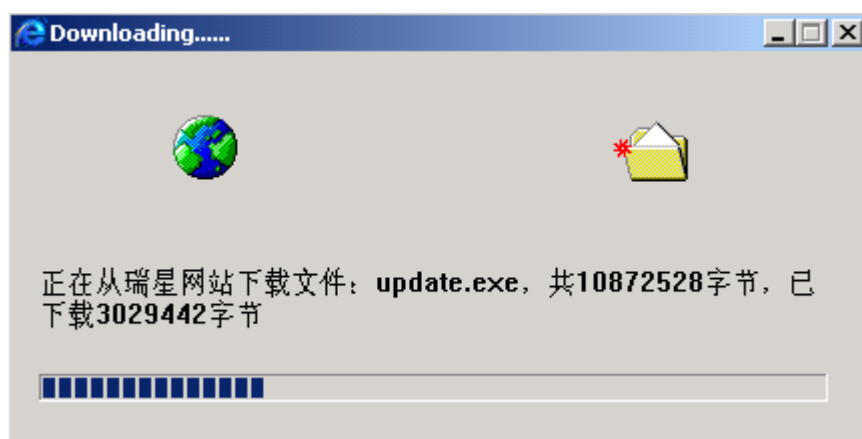 Downloading......
正在从瑞星网站下载文件：update.exe，共10872528字节，已
下载3029442字节